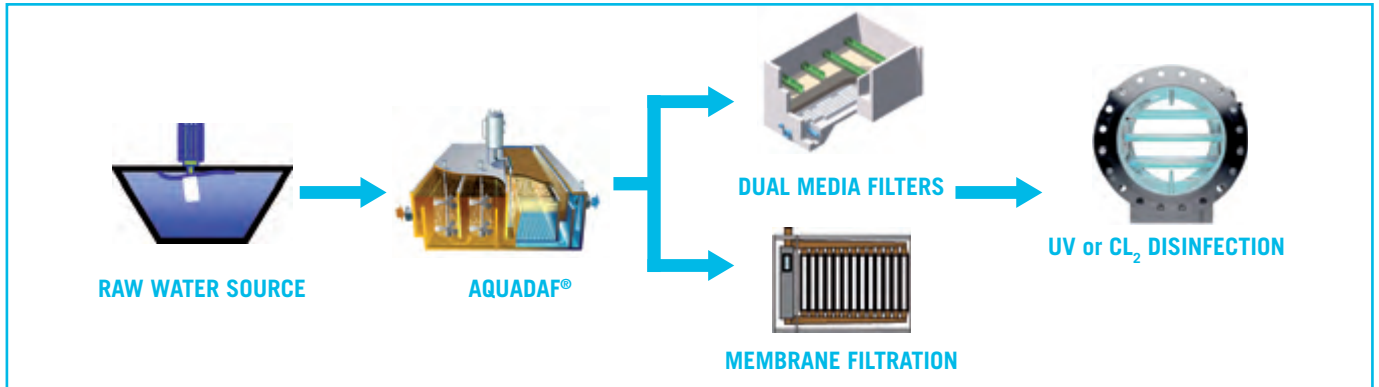 RAW WATER SOURCE
AQUADAF®
DUAL MEDIA FILTERS
MEMBRANE FILTRATION
UV or CL₂ DISINFECTION